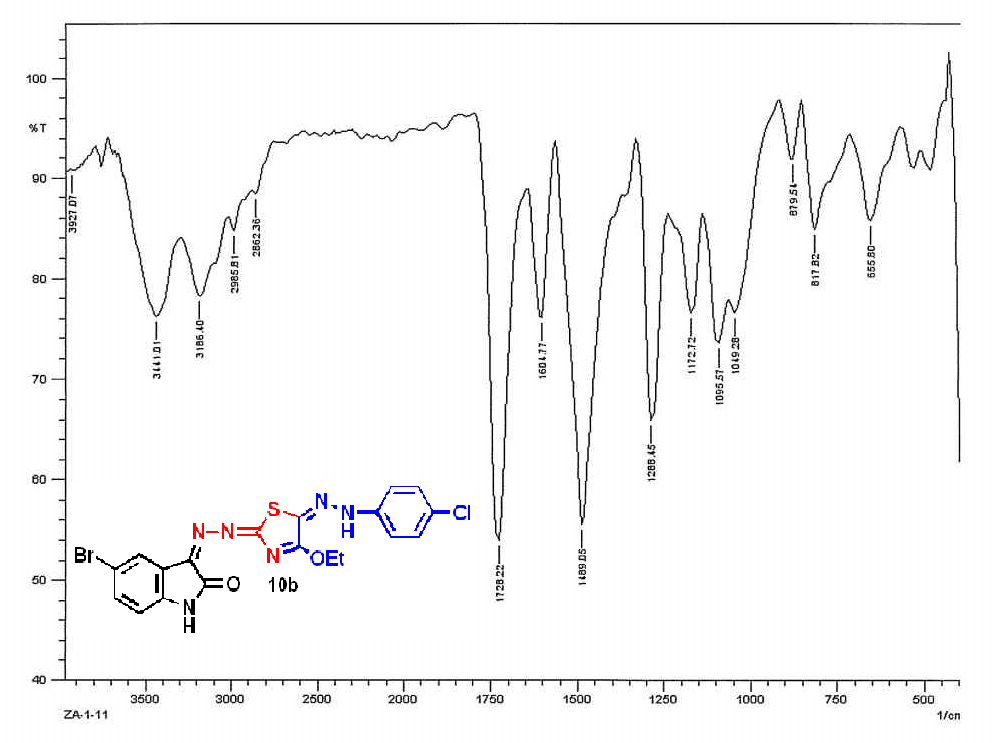 100
%T
90
80
70
60
50
40
3927.07
3441.01
3186.40
2985.81
2862.36
1728.22
1604.77
1489.05
1288.45
1172.72
1095.57
1049.28
879.54
817.82
655.80
S
N
N
H
Cl
N
N
N
OEt
Br
O
N
H
10b
3500 3000 2500 2000 1750 1500 1250 1000 750 500
ZA-1-11
1/cm